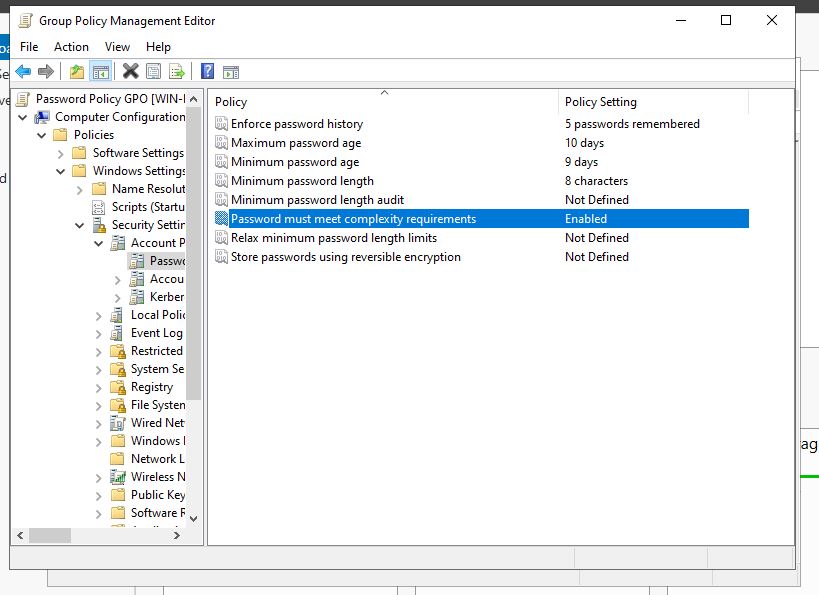 Group Policy Management Editor
File Action View Help
Password Policy GPO [WIN-
Computer Configuration
Policies
Software Settings
Windows Settings
Name Resolut
Scripts (Startu
Security Settin
Account P
Passwo
Accou
Kerber
Local Polic
Event Log
Restricted
System Se
Registry
File System
Wired Net
Windows
Network L
Wireless N
Public Key
Software R
Policy Policy Setting
Enforce password history 5 passwords remembered
Maximum password age 10 days
Minimum password age 9 days
Minimum password length 8 characters
Minimum password length audit Not Defined
Password must meet complexity requirements Enabled
Relax minimum password length limits Not Defined
Store passwords using reversible encryption Not Defined
ag